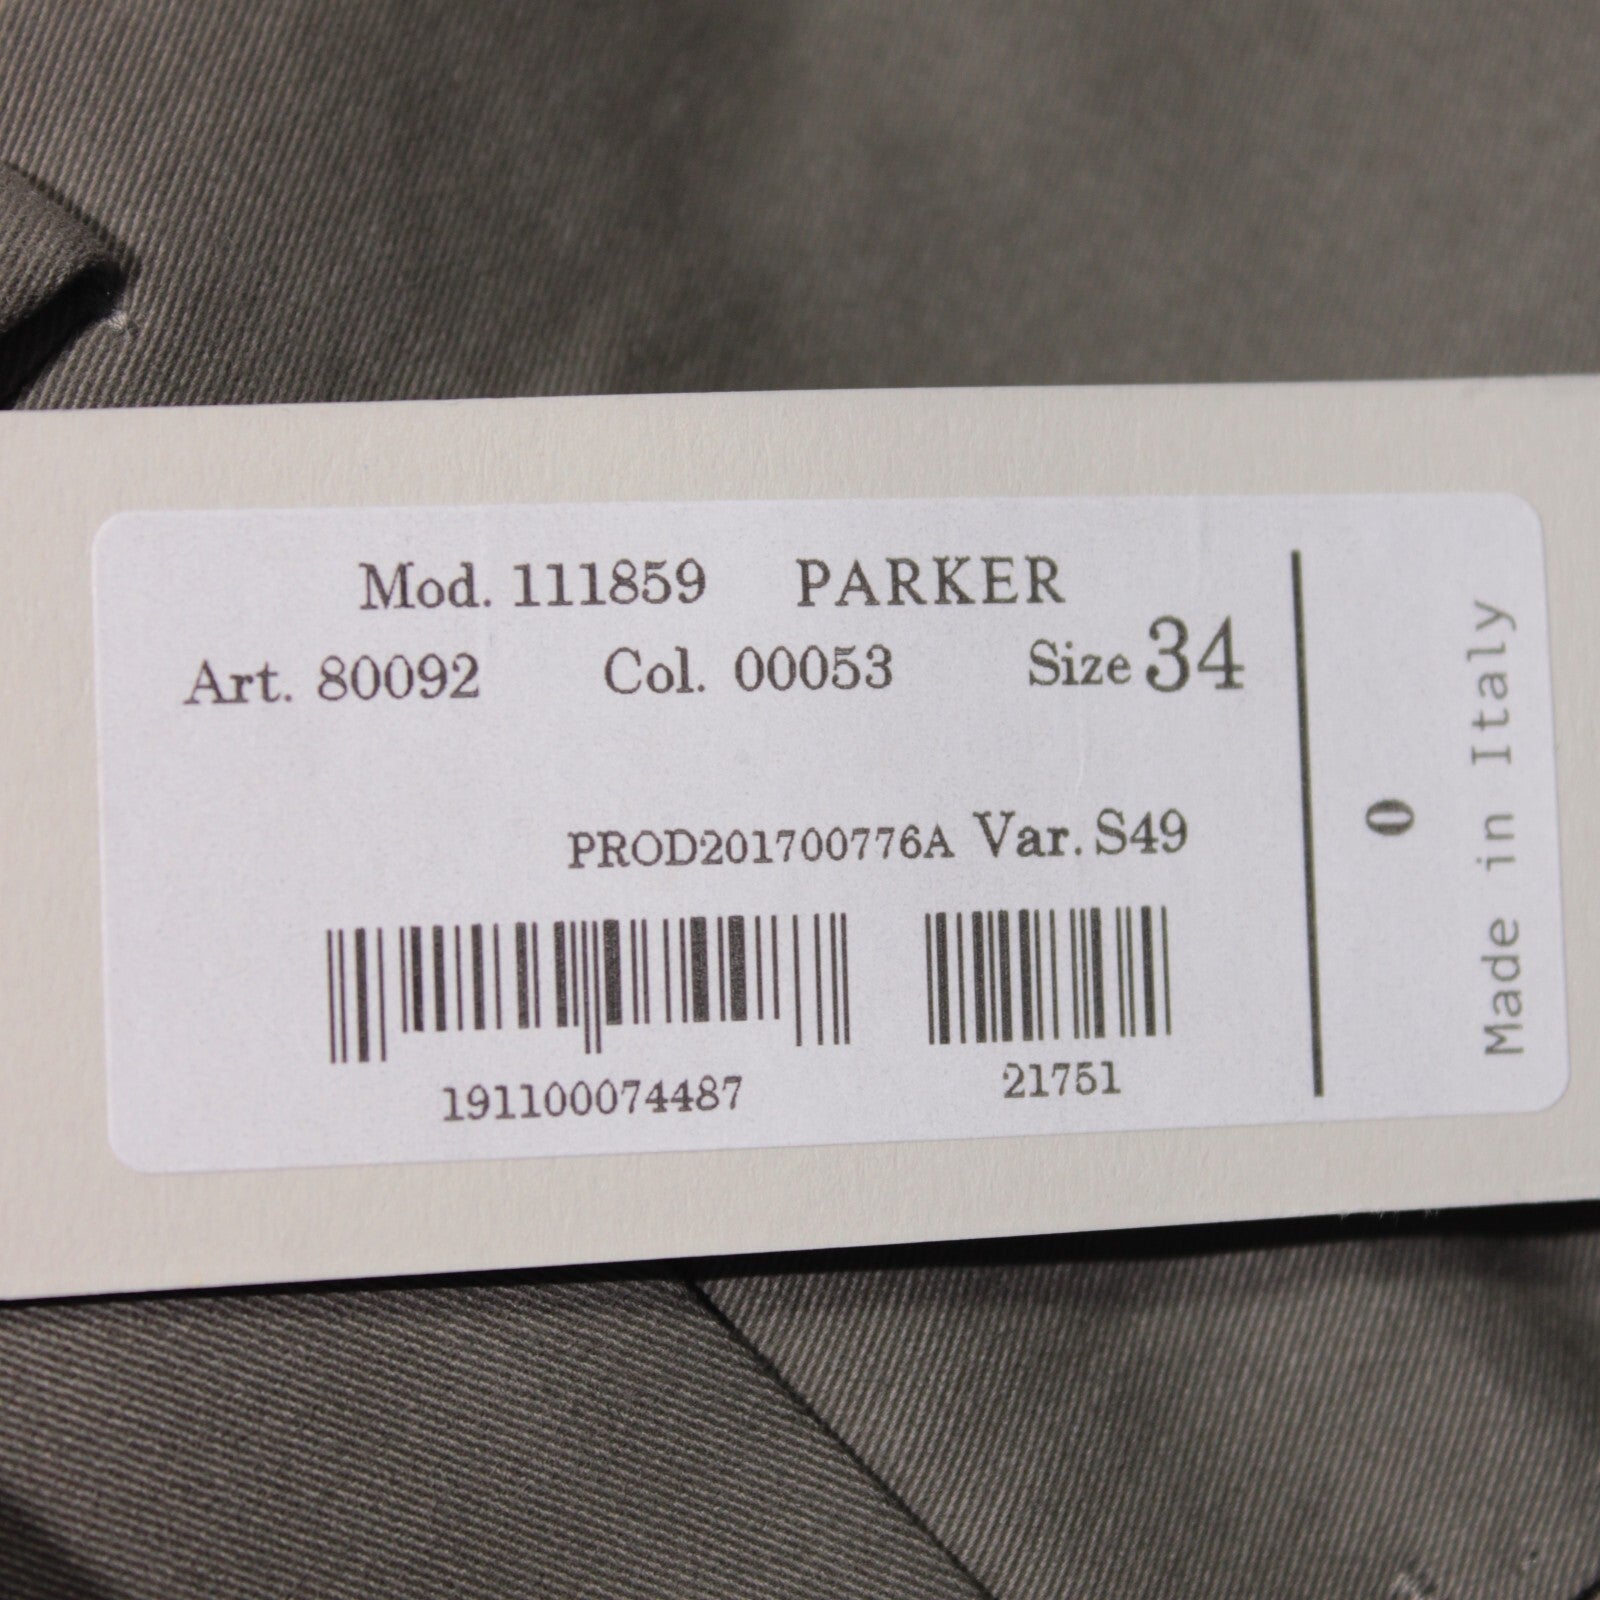 Mod. 111859 PARKER
Art. 80092 Col. 00053 Size 34
PROD201700776A Var. S49
191100074487 21751
0
Made in Italy